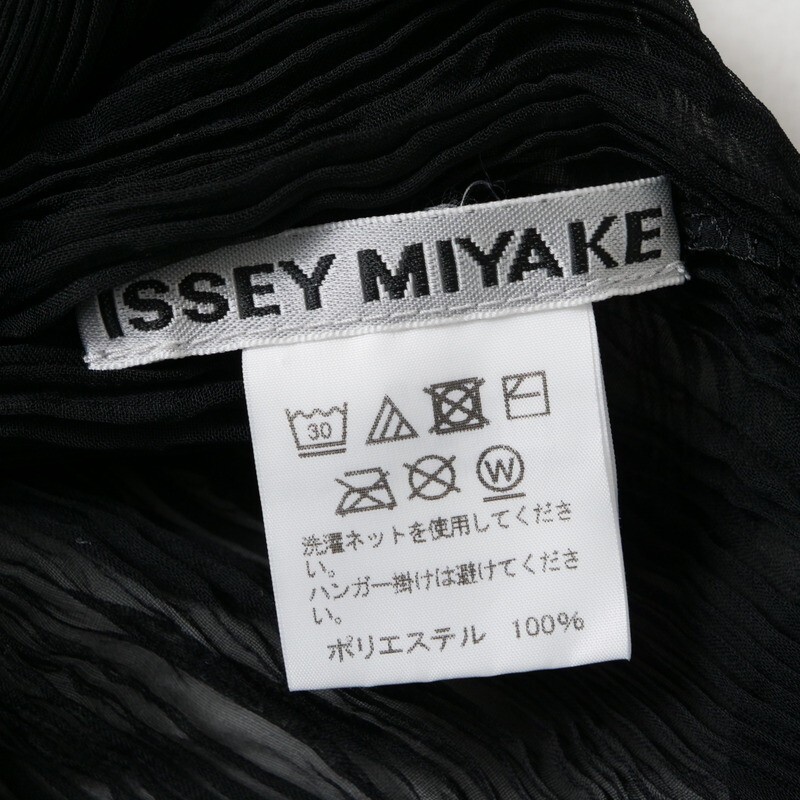 ISSEY MIYAKE
30
W
洗濯ネットを使用してくださ
い。
ハンガー掛けは避けてくださ
い。
ポリエステル 100%